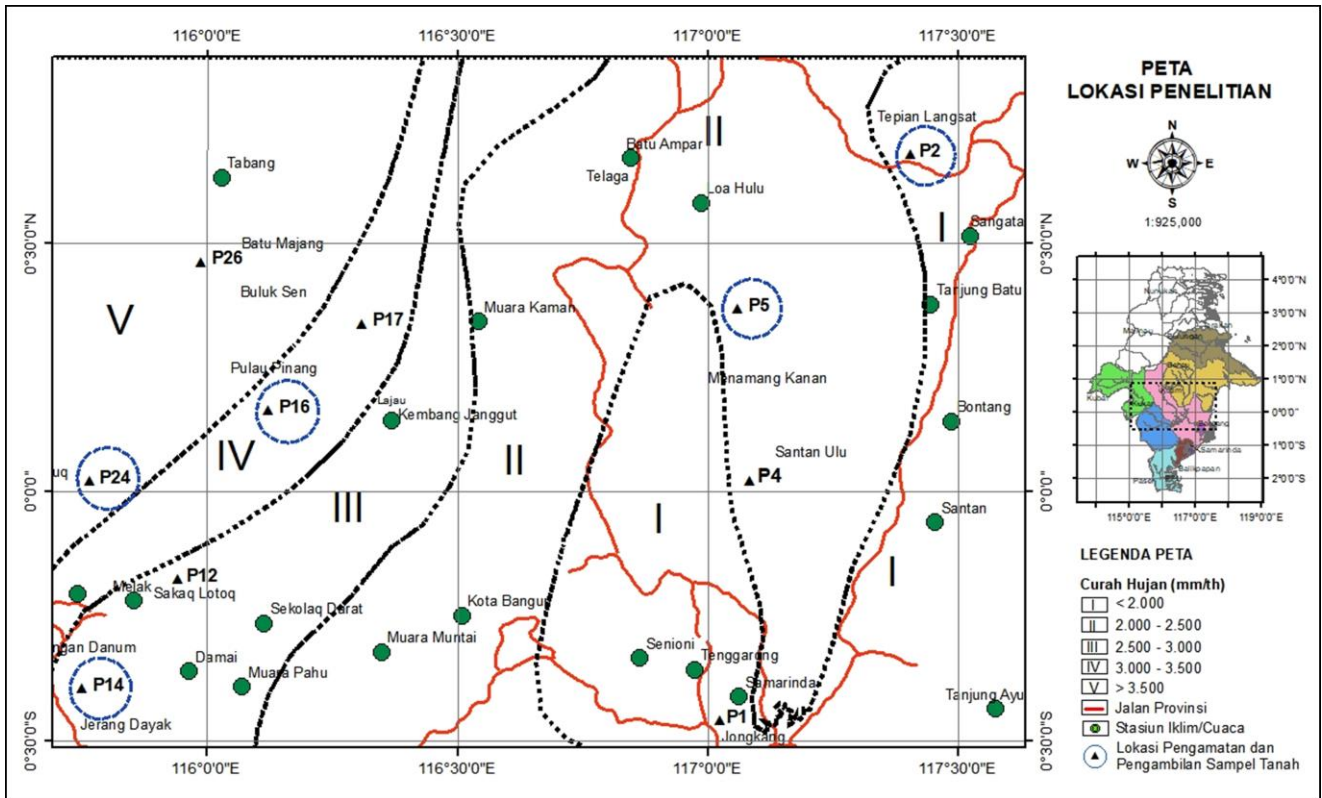 116°0'0"E
116°30'0"E
117°0'0"E
117°30'0"E
0°30'0"N
0°0'0"
0°30'0"S
0°30'0"N
0°0'0"
0°30'0"S
II
Tepian Langsat
P2
Batu Ampar
Telaga
Tabang
Loa Hulu
I
Sangata
Batu Majang
P26
Buluk Sen
Tanjung Batu
V
P17
Muara Kaman
P5
Pulau Pinang
Menamang Kanan
P16
Lajau
Kembang Janggut
Bontang
IV
II
Santan Ulu
uq
P24
P4
III
I
Santan
I
P12
Melak
Sakaq Lotoq
Sekolaq Darat
Kota Bangun
Muara Muntai
Senioni
Tenggarong
ngan Danum
Damai
Muara Pahu
P14
Samarinda
Jerang Dayak
P1
Jongkang
Tanjung Ayu
116°0'0"E
116°30'0"E
117°0'0"E
117°30'0"E
PETA
LOKASI PENELITIAN
N
W
E
S
1:925,000
4°0'0"N
3°0'0"N
2°0'0"N
1°0'0"N
0°0'0"
1°0'0"S
2°0'0"S
115°0'0"E
117°0'0"E
119°0'0"E
Nunukan
Kubar
Samarinda
Balikpapan
LEGENDA PETA
Curah Hujan (mm/th)
I < 2.000
II 2.000 - 2.500
III 2.500 - 3.000
IV 3.000 - 3.500
V > 3.500
Jalan Provinsi
Stasiun Iklim/Cuaca
Lokasi Pengamatan dan
Pengambilan Sampel Tanah